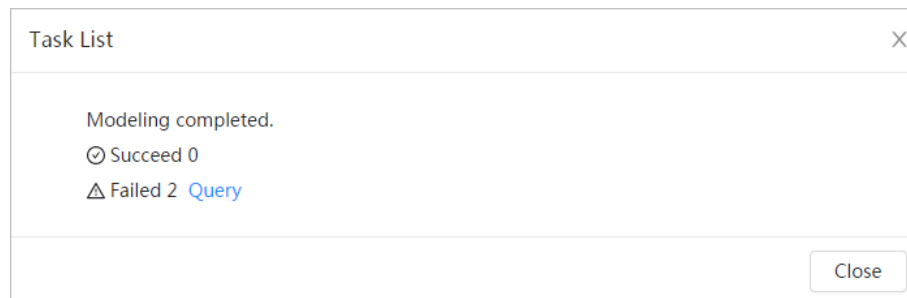 Task List
Modeling completed.
Succeed 0
Failed 2 Query
Close